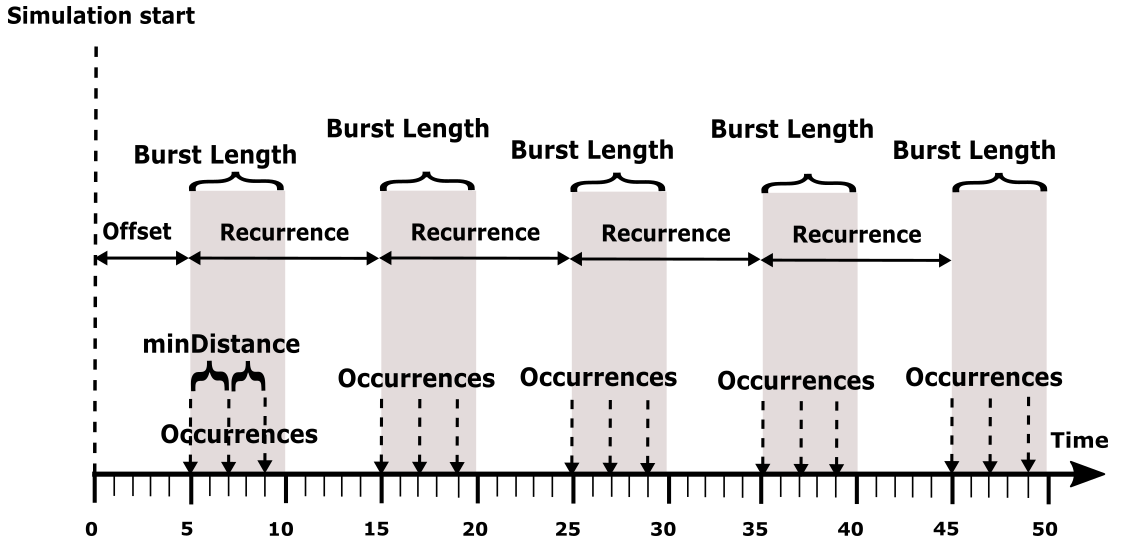 Simulation start
Burst Length
Burst Length
Burst Length
Burst Length
Burst Length
Offset
Recurrence
Recurrence
Recurrence
Recurrence
minDistance
Occurrences
Occurrences
Occurrences
Occurrences
Occurrences
Time
0 5 10 15 20 25 30 35 40 45 50